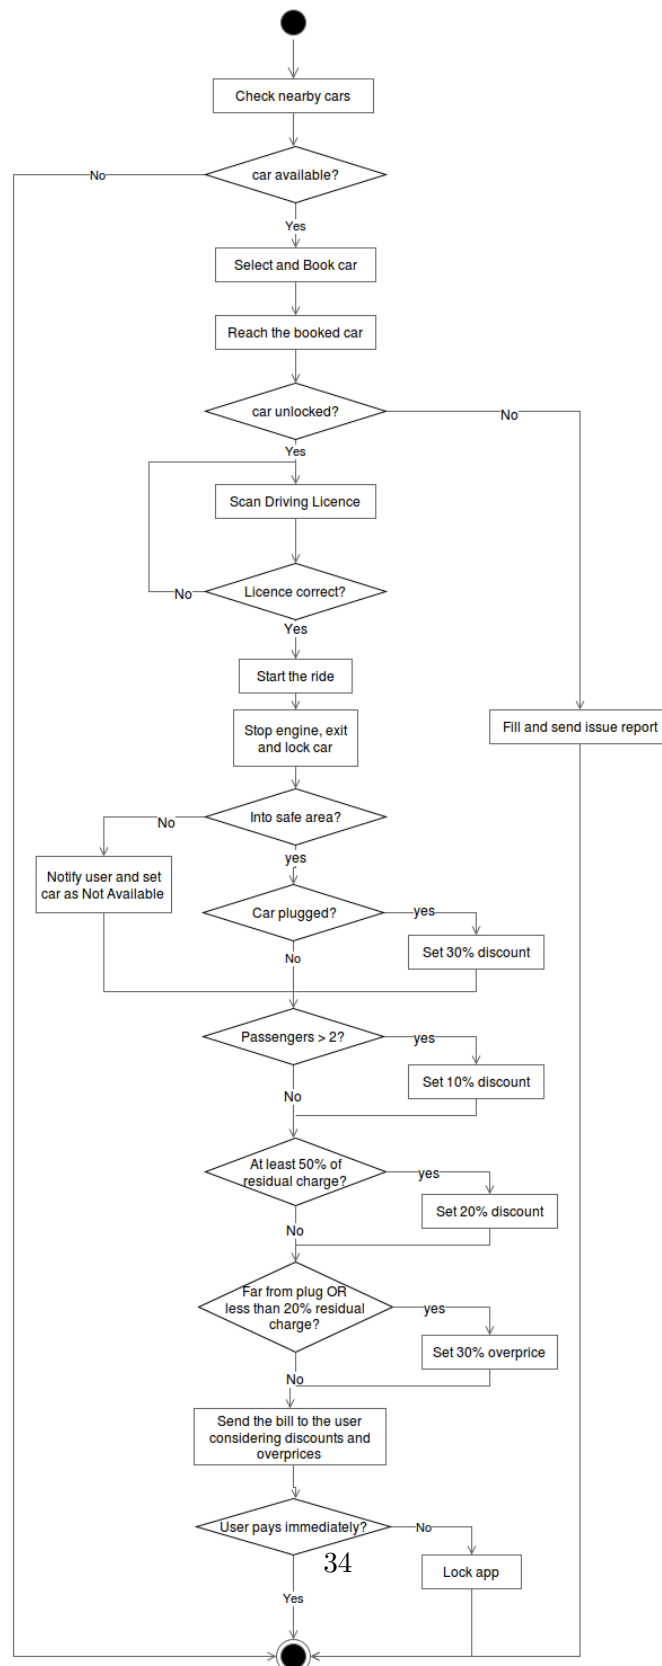 Check nearby cars
car available?
No
Yes
Select and Book car
Reach the booked car
car unlocked?
No
Yes
Scan Driving Licence
Licence correct?
No
Yes
Start the ride
Stop engine, exit
and lock car
Fill and send issue report
Into safe area?
No
yes
Notify user and set
car as Not Available
Car plugged?
yes
Set 30% discount
No
Passengers > 2?
yes
Set 10% discount
No
At least 50% of
residual charge?
yes
Set 20% discount
No
Far from plug OR
less than 20% residual
charge?
yes
Set 30% overprice
No
Send the bill to the user
considering discounts and
overprices
User pays immediately?
No
34
Lock app
Yes